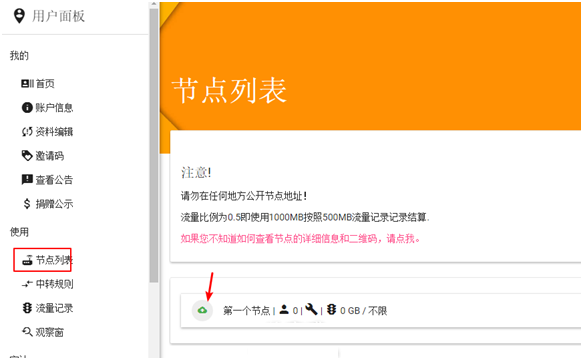 用户面板
我的
首页
账户信息
资料编辑
邀请码
查看公告
捐赠公示
使用
节点列表
中转规则
流量记录
观察窗
节点列表
注意!
请勿在任何地方公开节点地址！
流量比例为0.5即使用1000MB按照500MB流量记录记录结算.
如果您不知道如何查看节点的详细信息和二维码，请点我。
第一个节点 | 0 | | 0 GB / 不限